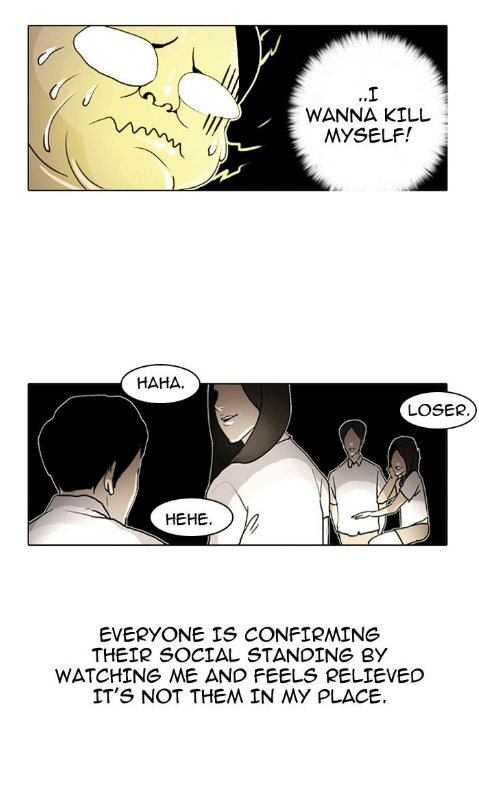 ..I
WANNA KILL
MYSELF!
HAHA.
LOSER.
HEHE.
EVERYONE IS CONFIRMING
THEIR SOCIAL STANDING BY
WATCHING ME AND FEELS RELIEVED
IT'S NOT THEM IN MY PLACE.